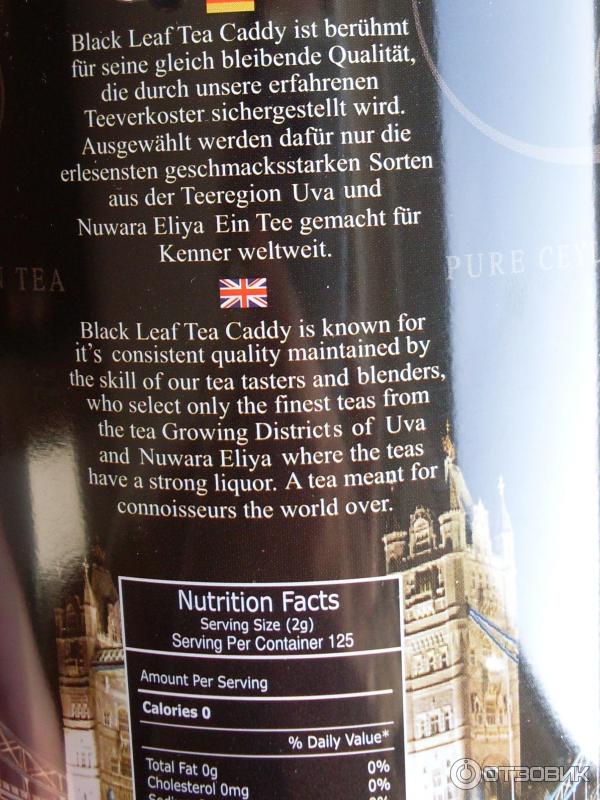 Black Leaf Tea Caddy ist berühmt
für seine gleich bleibende Qualität,
die durch unsere erfahrenen
Teeverkoster sichergestellt wird.
Ausgewählt werden dafür nur die
erlesensten geschmacksstarken Sorten
aus der Teeregion Uva und
Nuwara Eliya Ein Tee gemacht für
Kenner weltweit.
TEA
PURE CEY
Black Leaf Tea Caddy is known for
it's consistent quality maintained by
the skill of our tea tasters and blenders,
who select only the finest teas from
the tea Growing Districts of Uva
and Nuwara Eliya where the teas
have a strong liquor. A tea meant for
connoisseurs the world over.
Nutrition Facts
Serving Size (2g)
Serving Per Container 125
Amount Per Serving
Calories 0
% Daily Value*
Total Fat 0g 0%
Cholesterol 0mg 0%
0%
ОТЗОВИК